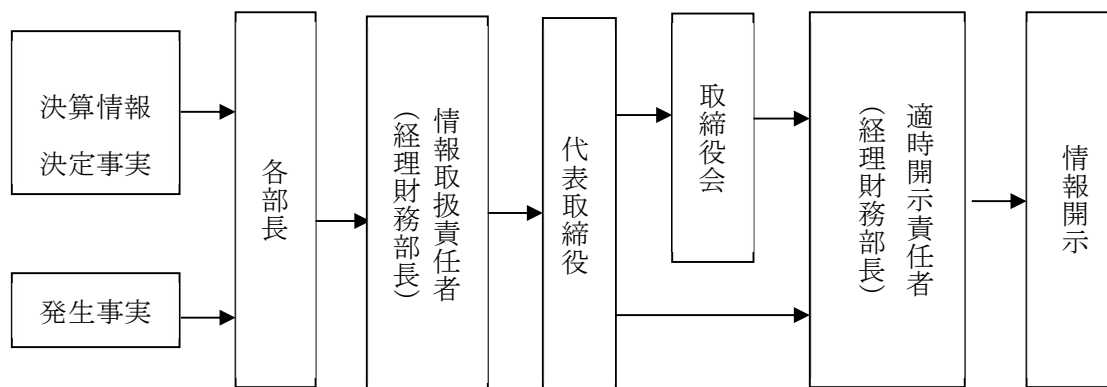 決算情報
決定事実
発生事実
各部長
情報取扱責任者
（経理財務部長）
代表取締役
取締役会
適時開示責任者
（経理財務部長）
情報開示